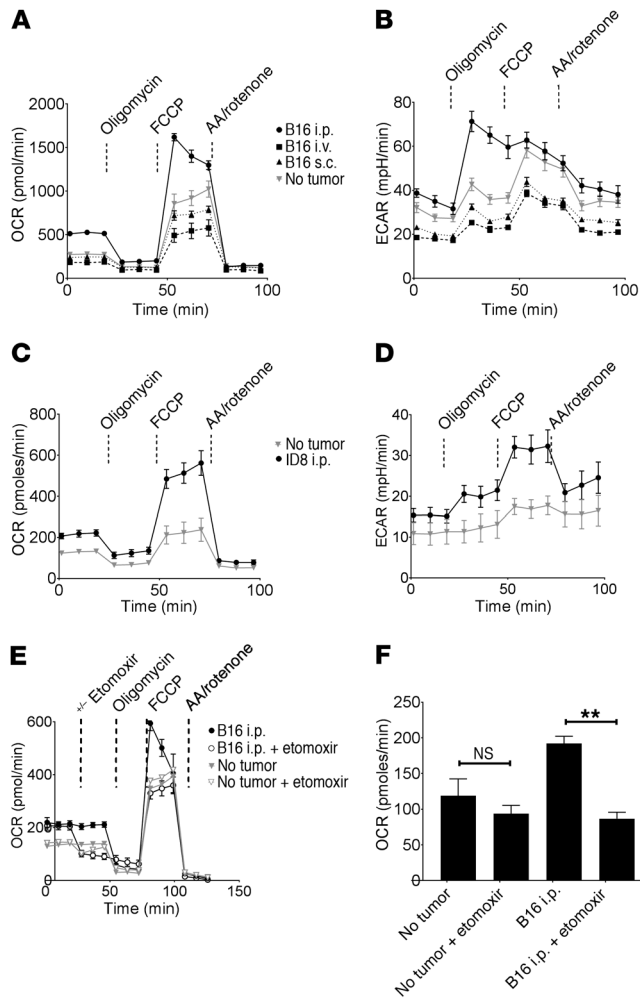 A
Oligomycin
FCCP
AA/rotenone
2000
1500
1000
500
0
OCR (pmol/min)
0
50
100
Time (min)
B16 i.p.
B16 i.v.
B16 s.c.
No tumor
B
Oligomycin
FCCP
AA/rotenone
80
60
40
20
0
ECAR (mpH/min)
0
50
100
Time (min)
C
Oligomycin
FCCP
AA/rotenone
800
600
400
200
0
OCR (pmoles/min)
0
50
100
Time (min)
No tumor
ID8 i.p.
D
Oligomycin
FCCP
AA/rotenone
40
30
20
10
0
ECAR (mpH/min)
0
50
100
Time (min)
E
+/− Etomoxir
Oligomycin
FCCP
AA/rotenone
600
400
200
0
OCR (pmol/min)
0
50
100
150
Time (min)
B16 i.p.
B16 i.p. + etomoxir
No tumor
No tumor + etomoxir
F
250
200
150
100
50
0
OCR (pmoles/min)
NS
**
No tumor
No tumor + etomoxir
B16 i.p.
B16 i.p. + etomoxir